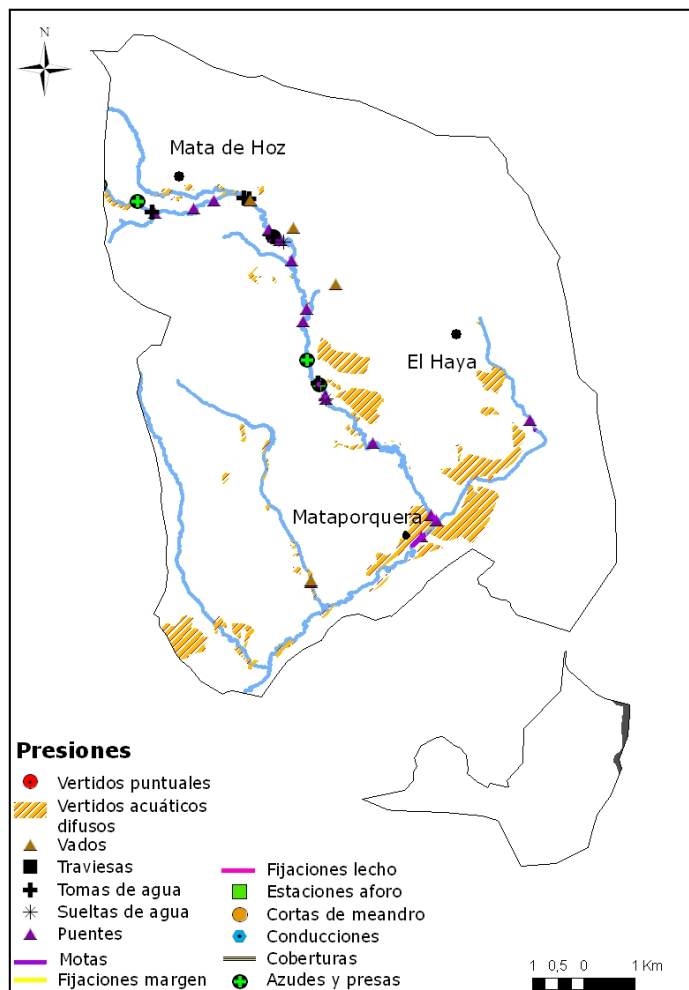 N
Mata de Hoz
El Haya
Mataporquera
Presiones
Vertidos puntuales
Vertidos acuáticos
difusos
Vados
Traviesas
Tomas de agua
Sueltas de agua
Puentes
Motas
Fijaciones margen
Fijaciones lecho
Estaciones aforo
Cortas de meandro
Conducciones
Coberturas
Azudes y presas
1 0,5 0 1 Km